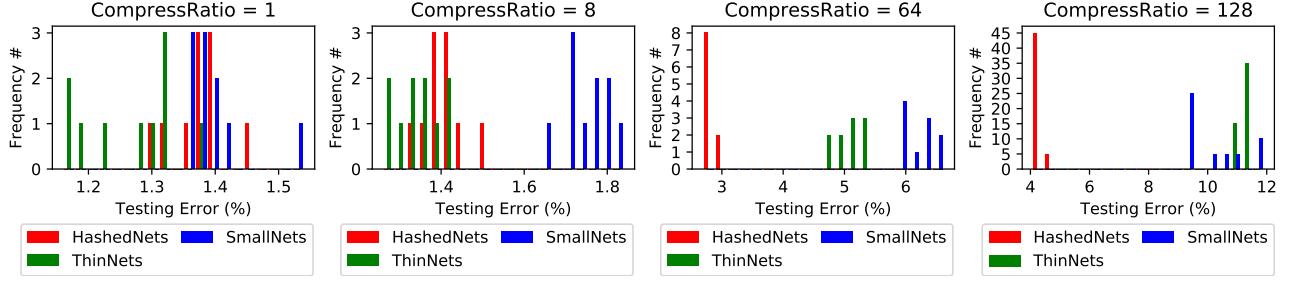 CompressRatio = 1
Frequency #
3
2
1
0
1.2 1.3 1.4 1.5
Testing Error (%)
HashedNets SmallNets
ThinNets
CompressRatio = 8
Frequency #
3
2
1
0
1.4 1.6 1.8
Testing Error (%)
HashedNets SmallNets
ThinNets
CompressRatio = 64
Frequency #
8
7
6
5
4
3
2
1
0
3 4 5 6
Testing Error (%)
HashedNets SmallNets
ThinNets
CompressRatio = 128
Frequency #
45
40
35
30
25
20
15
10
5
0
4 6 8 10 12
Testing Error (%)
HashedNets SmallNets
ThinNets